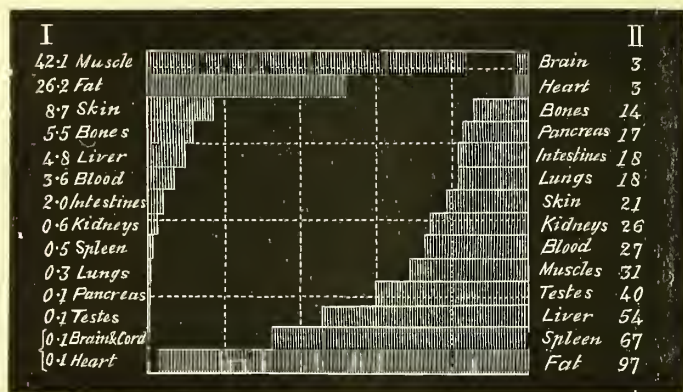 I
42·1 Muscle
26·2 Fat
8·7 Skin
5·5 Bones
4·8 Liver
3·6 Blood
2·0 Intestines
0·6 Kidneys
0·5 Spleen
0·3 Lungs
0·1 Pancreas
0·1 Testes
0·1 Brain&Cord
0·1 Heart
II
Brain 3
Heart 3
Bones 14
Pancreas 17
Intestines 18
Lungs 18
Skin 21
Kidneys 26
Blood 27
Muscles 31
Testes 40
Liver 54
Spleen 67
Fat 97